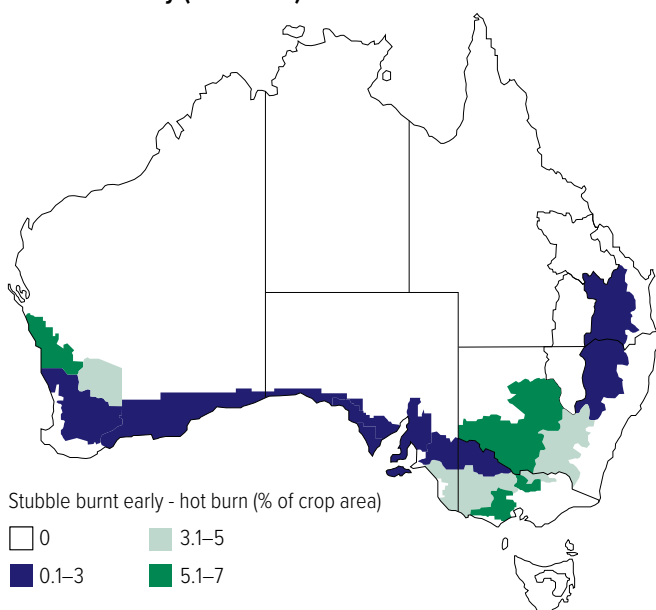 Stubble burnt early - hot burn (% of crop area)
0
3.1–5
0.1–3
5.1–7